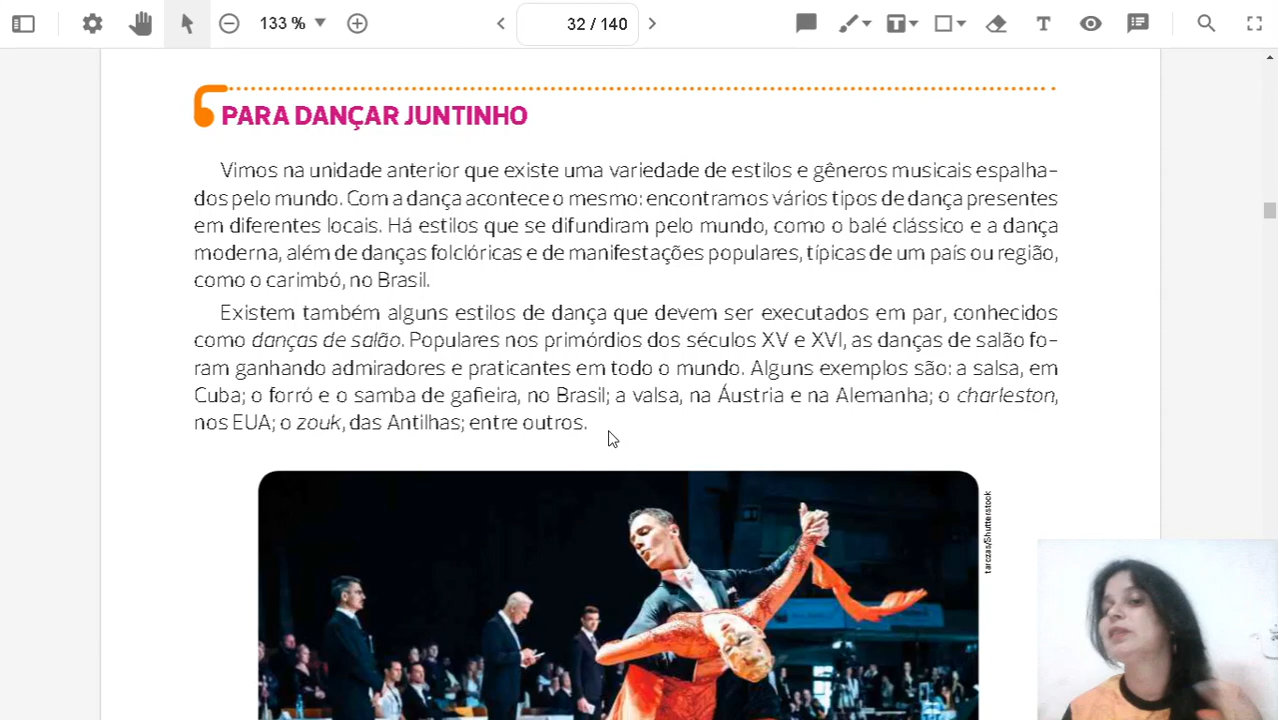 133 %
32 / 140
PARA DANÇAR JUNTINHO
Vimos na unidade anterior que existe uma variedade de estilos e gêneros musicais espalha-
dos pelo mundo. Com a dança acontece o mesmo: encontramos vários tipos de dança presentes
em diferentes locais. Há estilos que se difundiram pelo mundo, como o balé clássico e a dança
moderna, além de danças folclóricas e de manifestações populares, típicas de um país ou região,
como o carimbó, no Brasil.
Existem também alguns estilos de dança que devem ser executados em par, conhecidos
como danças de salão. Populares nos primórdios dos séculos XV e XVI, as danças de salão fo-
ram ganhando admiradores e praticantes em todo o mundo. Alguns exemplos são: a salsa, em
Cuba; o forró e o samba de gafieira, no Brasil; a valsa, na Áustria e na Alemanha; o charleston,
nos EUA; o zouk, das Antilhas; entre outros.
tarczas/Shutterstock